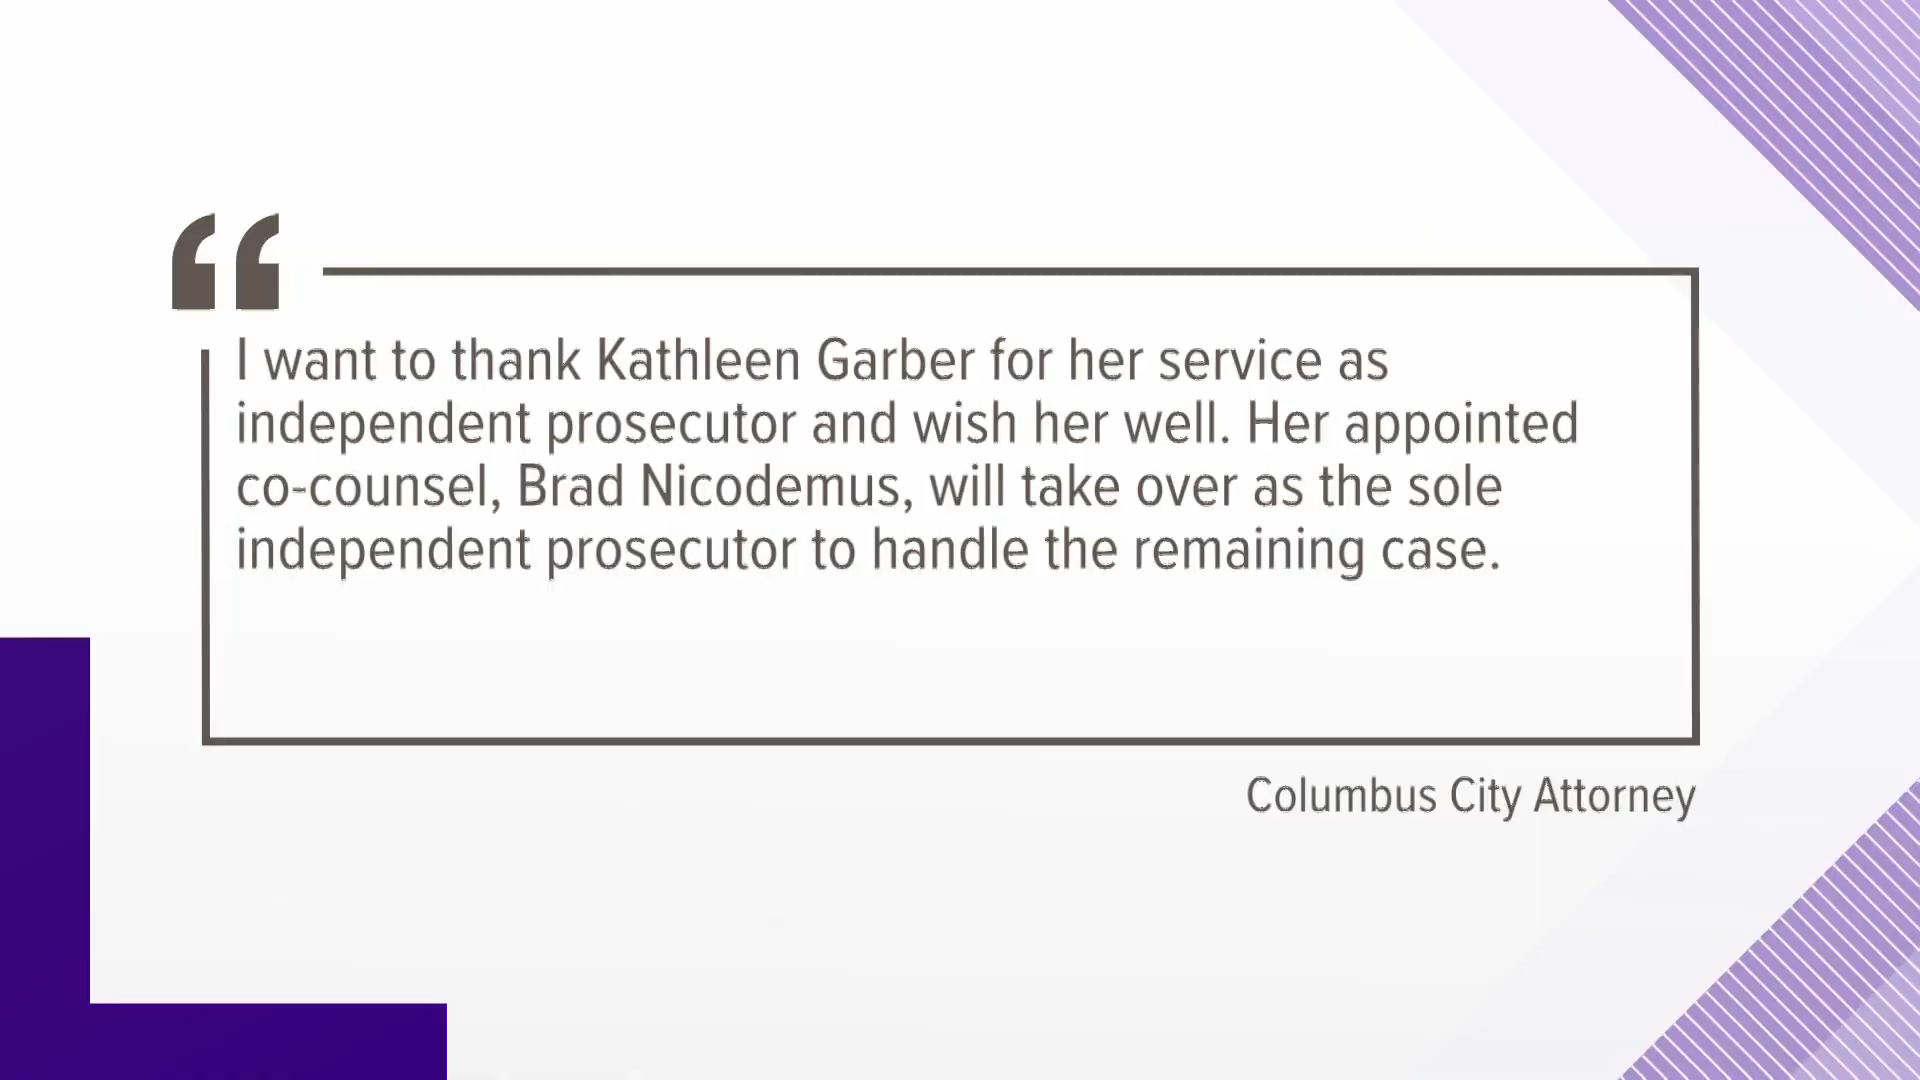 “
I want to thank Kathleen Garber for her service as
independent prosecutor and wish her well. Her appointed
co-counsel, Brad Nicodemus, will take over as the sole
independent prosecutor to handle the remaining case.
Columbus City Attorney